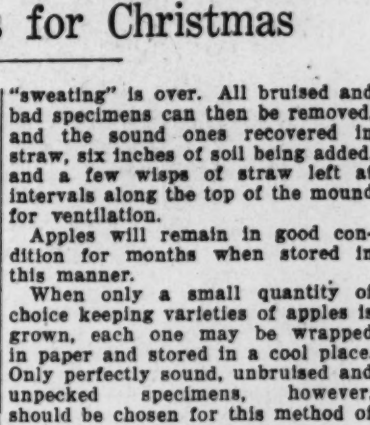 for Christmas
"sweating" is over. All bruised and
bad specimens can then be removed
and the sound ones recovered in
straw, six inches of soil being added
and a few wisps of straw left at
intervals along the top of the mound
for ventilation.
Apples will remain in good con-
dition for months when stored in
this manner.
When only a small quantity of
choice keeping varieties of apples is
grown, each one may be wrapped
in paper and stored in a cool place.
Only perfectly sound, unbruised and
unpecked specimens, however,
should be chosen for this method of